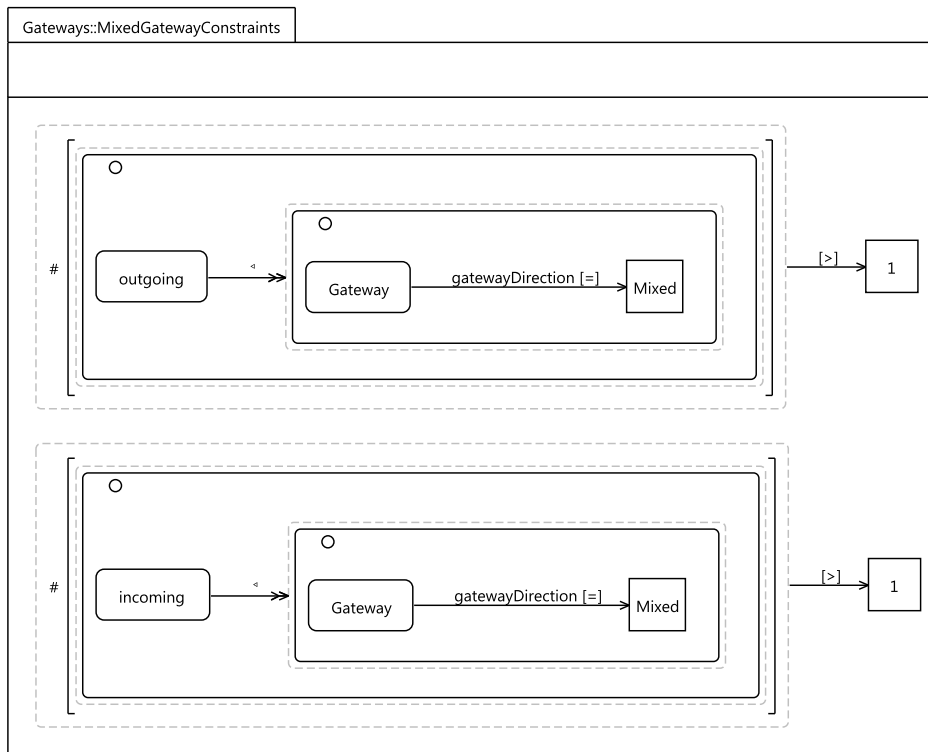 Gateways::MixedGatewayConstraints
#
outgoing
Gateway
gatewayDirection [=]
Mixed
[>]
1
#
incoming
Gateway
gatewayDirection [=]
Mixed
[>]
1